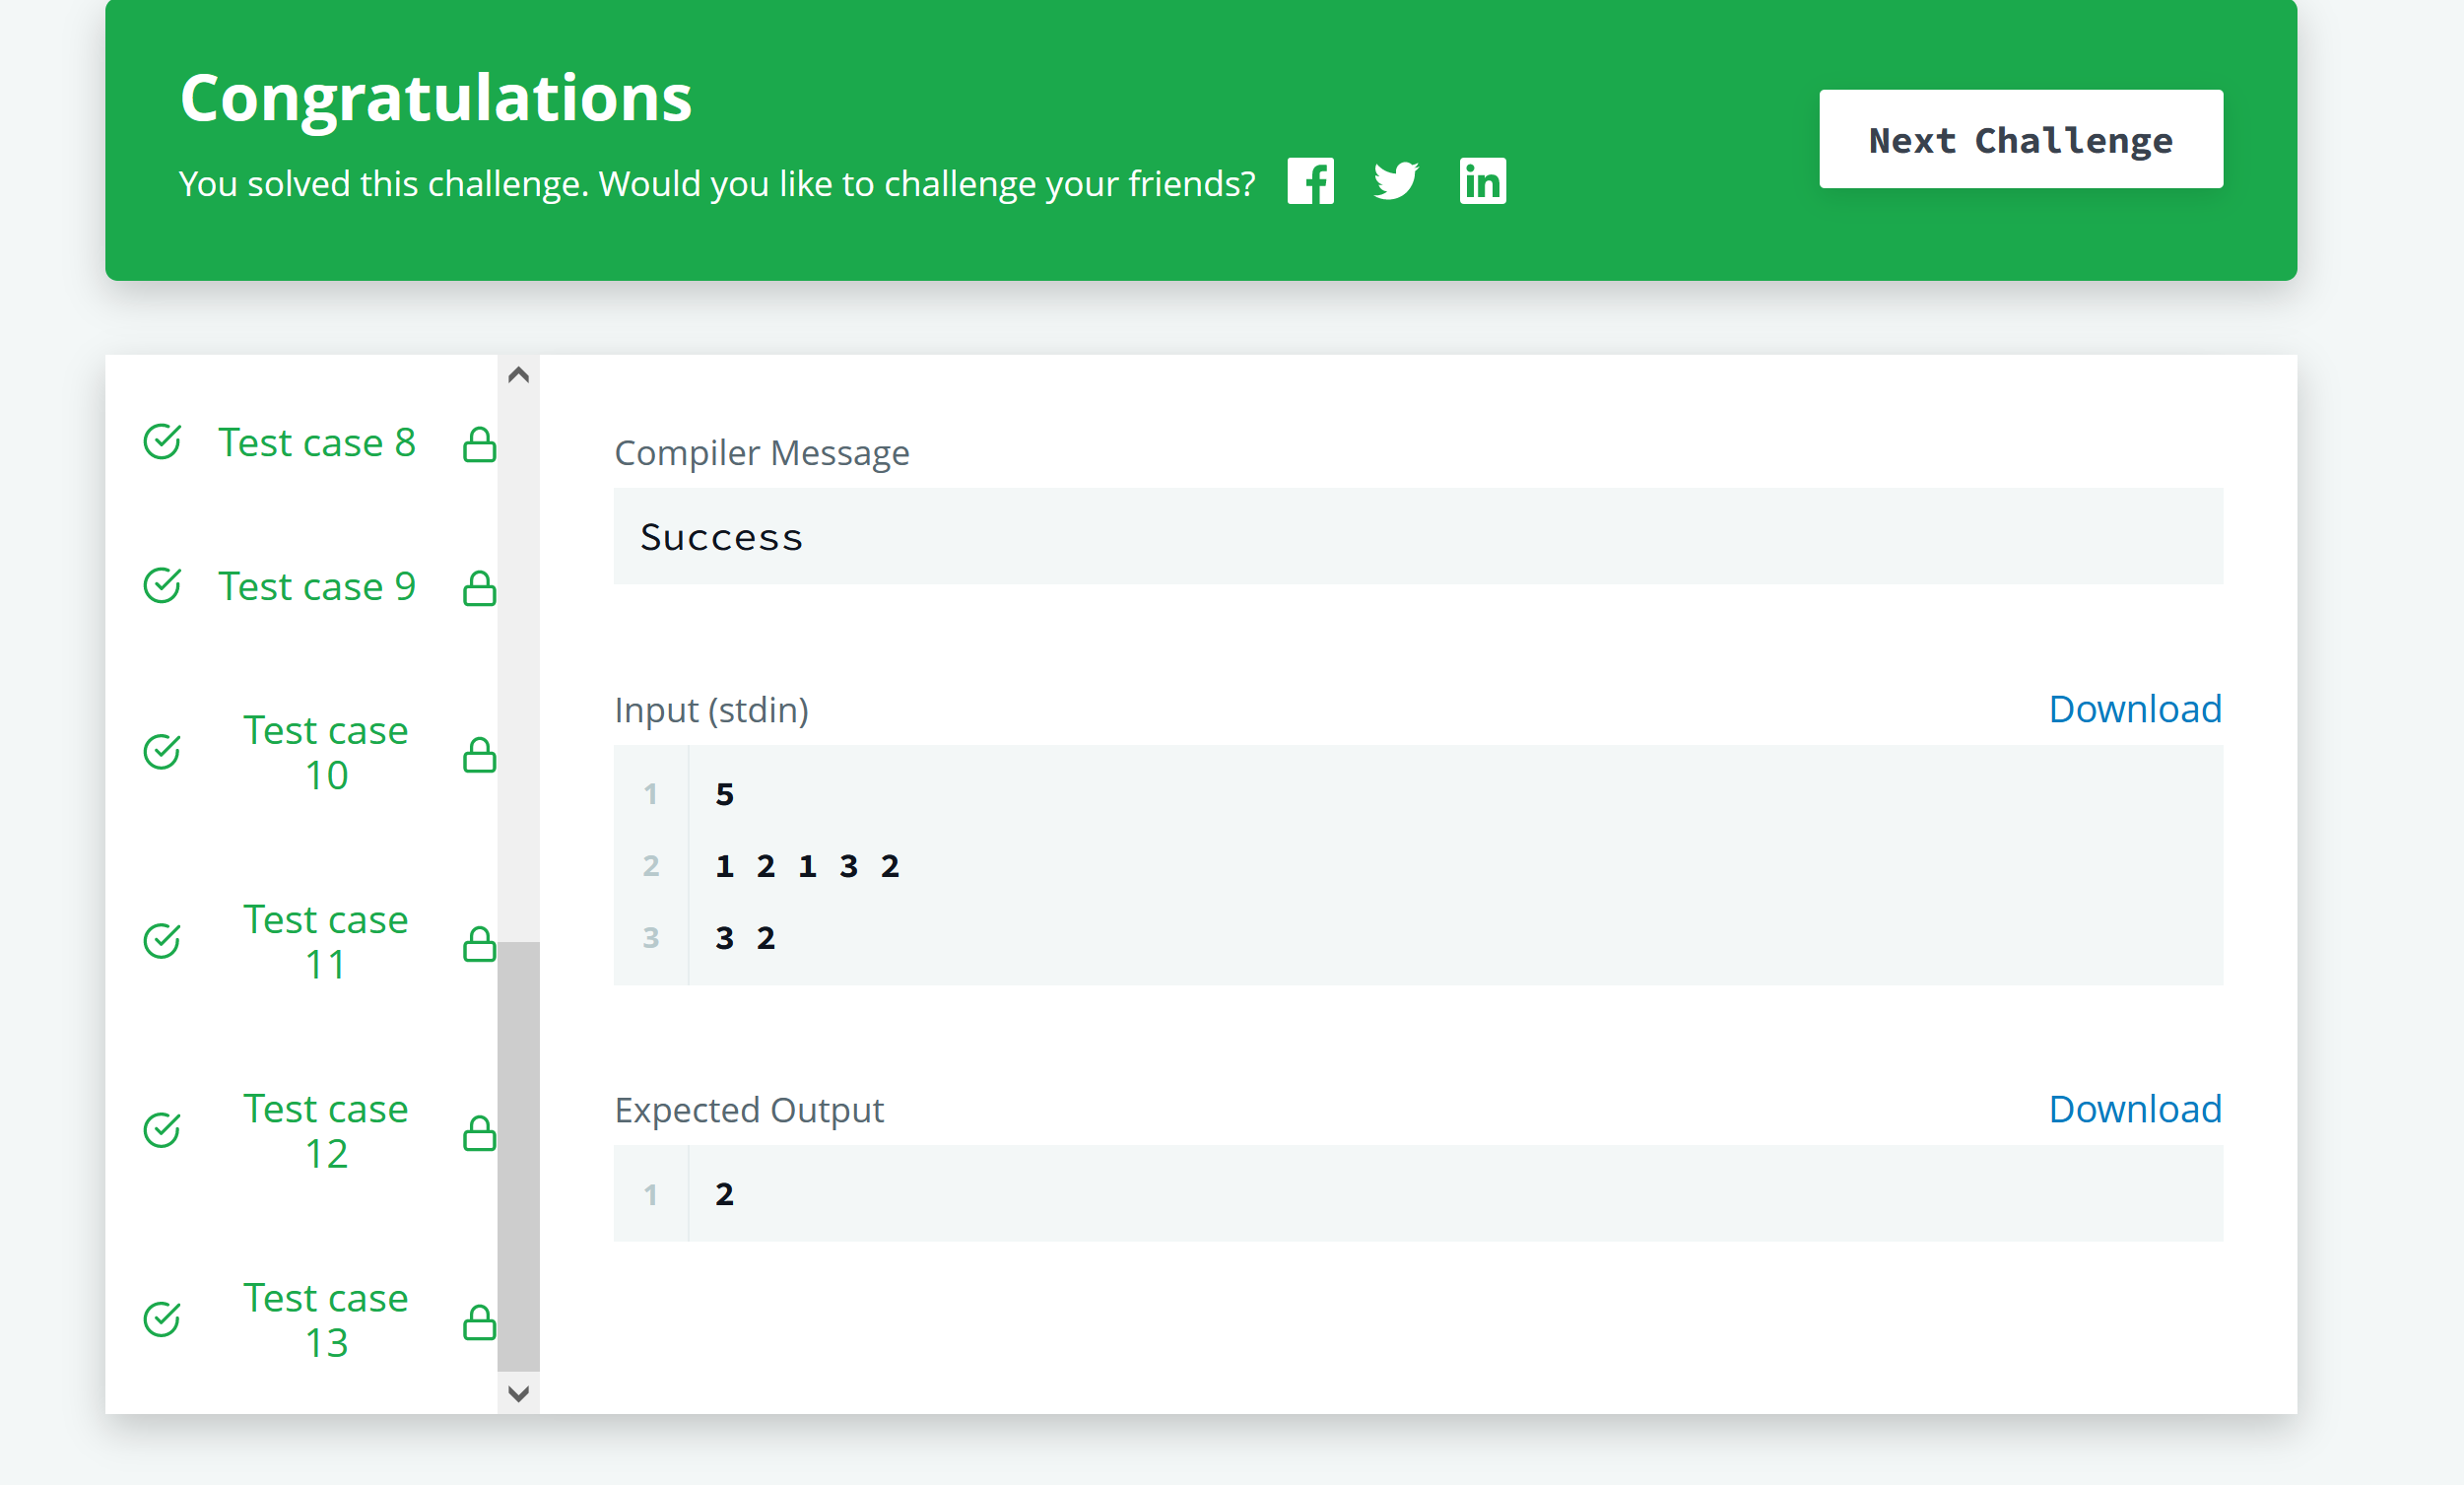 Congratulations
You solved this challenge. Would you like to challenge your friends?
Next Challenge
Test case 8
Test case 9
Test case
10
Test case
11
Test case
12
Test case
13
Compiler Message
Success
Input (stdin)
Download
1 5
2 1 2 1 3 2
3 3 2
Expected Output
Download
1 2